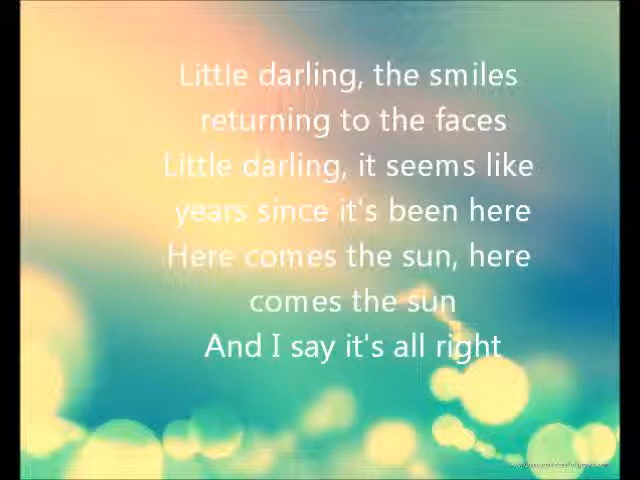 Little darling, the smiles
returning to the faces
Little darling, it seems like
years since it's been here
Here comes the sun, here
comes the sun
And I say it's all right